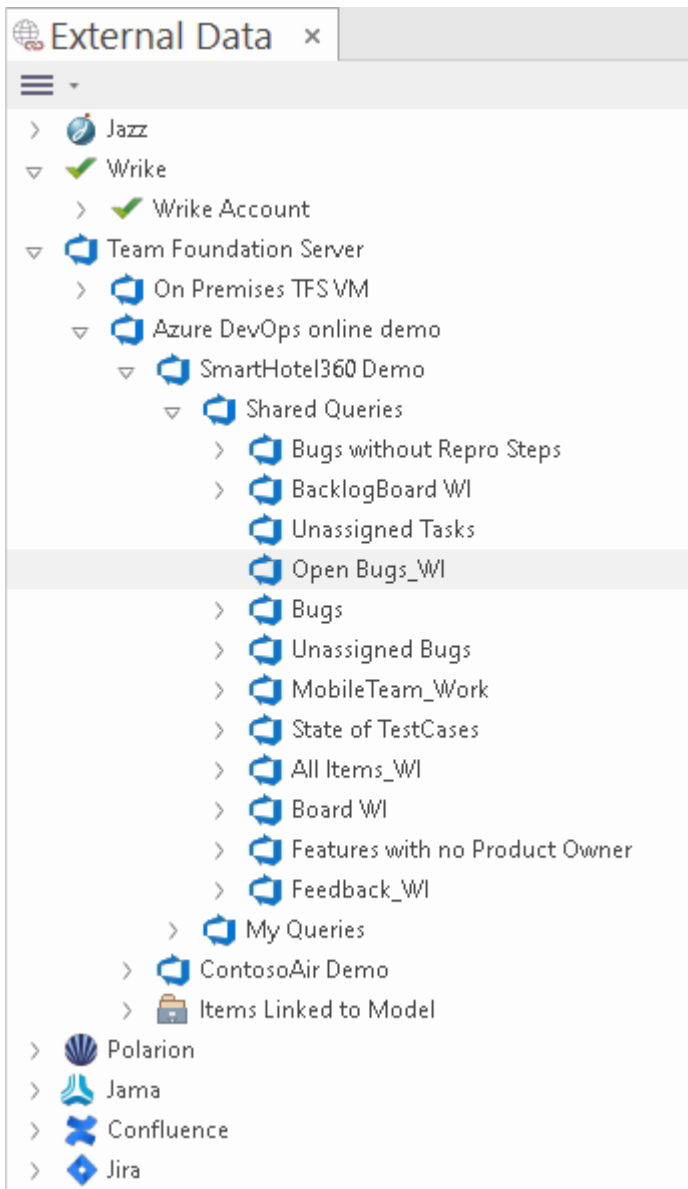 External Data ×
Jazz
Wrike
Wrike Account
Team Foundation Server
On Premises TFS VM
Azure DevOps online demo
SmartHotel360 Demo
Shared Queries
Bugs without Repro Steps
BacklogBoard WI
Unassigned Tasks
Open Bugs_WI
Bugs
Unassigned Bugs
MobileTeam_Work
State of TestCases
All Items_WI
Board WI
Features with no Product Owner
Feedback_WI
My Queries
ContosoAir Demo
Items Linked to Model
Polarion
Jama
Confluence
Jira